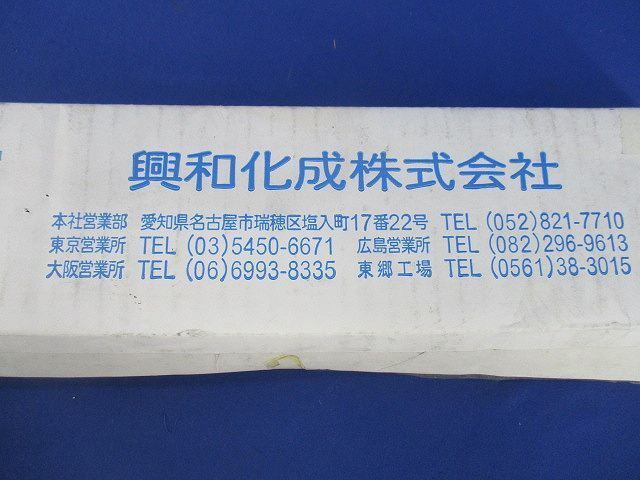 興和化成株式会社
本社営業部 愛知県名古屋市瑞穂区塩入町17番22号 TEL (052)821-7710
東京営業所 TEL (03)5450-6671 広島営業所 TEL (082)296-9613
大阪営業所 TEL (06)6993-8335 東郷工場 TEL (0561)38-3015